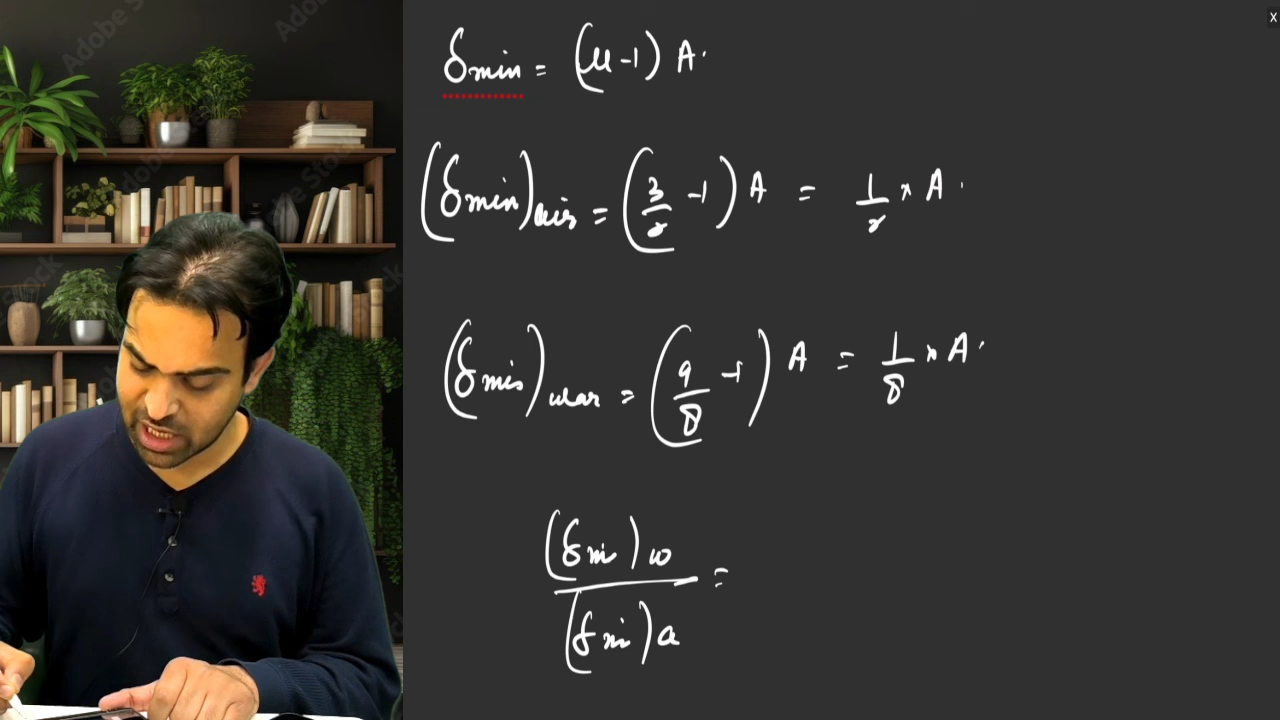 δmin = (μ-1) A.
(δmin)air = (3/2 -1) A = 1/2 × A.
(δmin)water = (9/8 -1) A = 1/8 × A.
(δmin)w / (δmin)a =